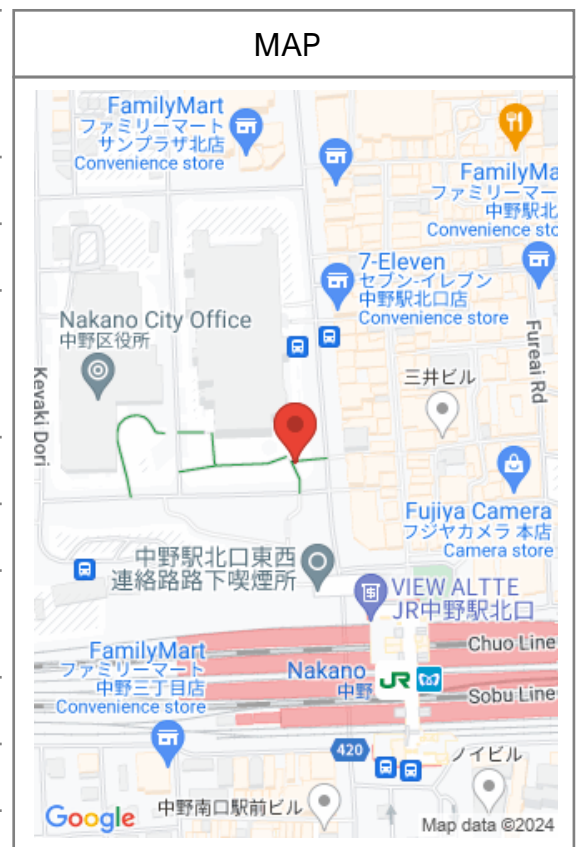 MAP
FamilyMart
ファミリーマート
サンプラザ北店
Convenience store
FamilyMa
ファミリーマー
中野駅北
Convenience sto
7-Eleven
セブン-イレブン
中野駅北口店
Convenience store
Nakano City Office
中野区役所
Fureai Rd
三井ビル
Keyaki Dori
Fujiya Camera
フジヤカメラ 本店
Camera store
中野駅北口東西
連絡路路下喫煙所
VIEW ALTTE
JR中野駅北口
Chuo Line
FamilyMart
ファミリーマート
中野三丁目店
Convenience store
Nakano
中野
JR
Sobu Line
420
ノイビル
中野南口駅前ビル
Google
Map data ©2024